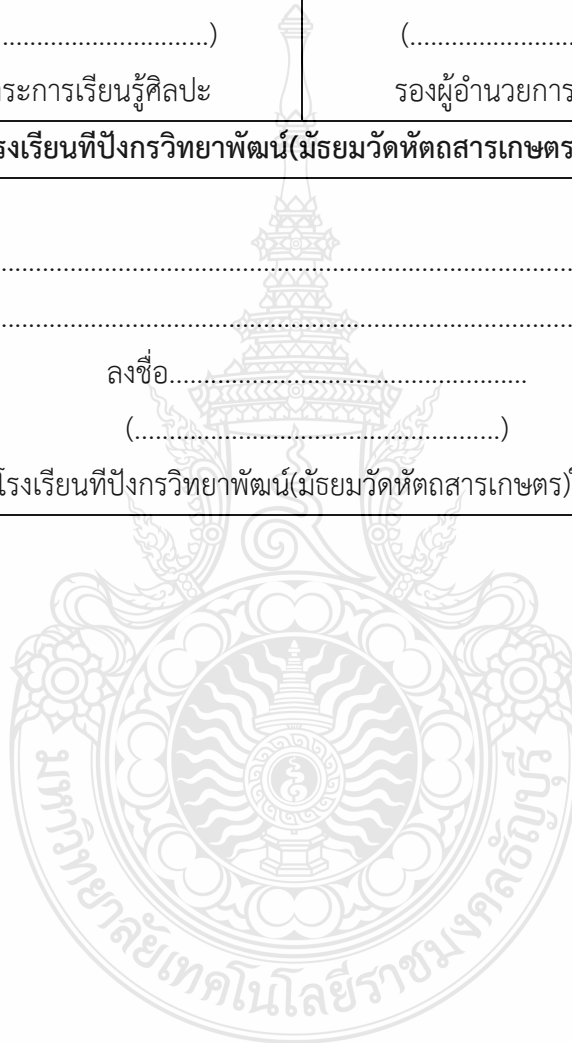 ................................) (........................
ระการเรียนรู้ศิลปะ รองผู้อำนวยการ
รงเรียนทีปังกรวิทยาพัฒน์(มัธยมวัดหัตถสารเกษตร
................................................................................
................................................................................
ลงชื่อ....................................................
(.....................................................)
โรงเรียนทีปังกรวิทยาพัฒน์(มัธยมวัดหัตถสารเกษตร)
มหาวิทยาลัยเทคโนโลยีราชมงคลธัญบุรี